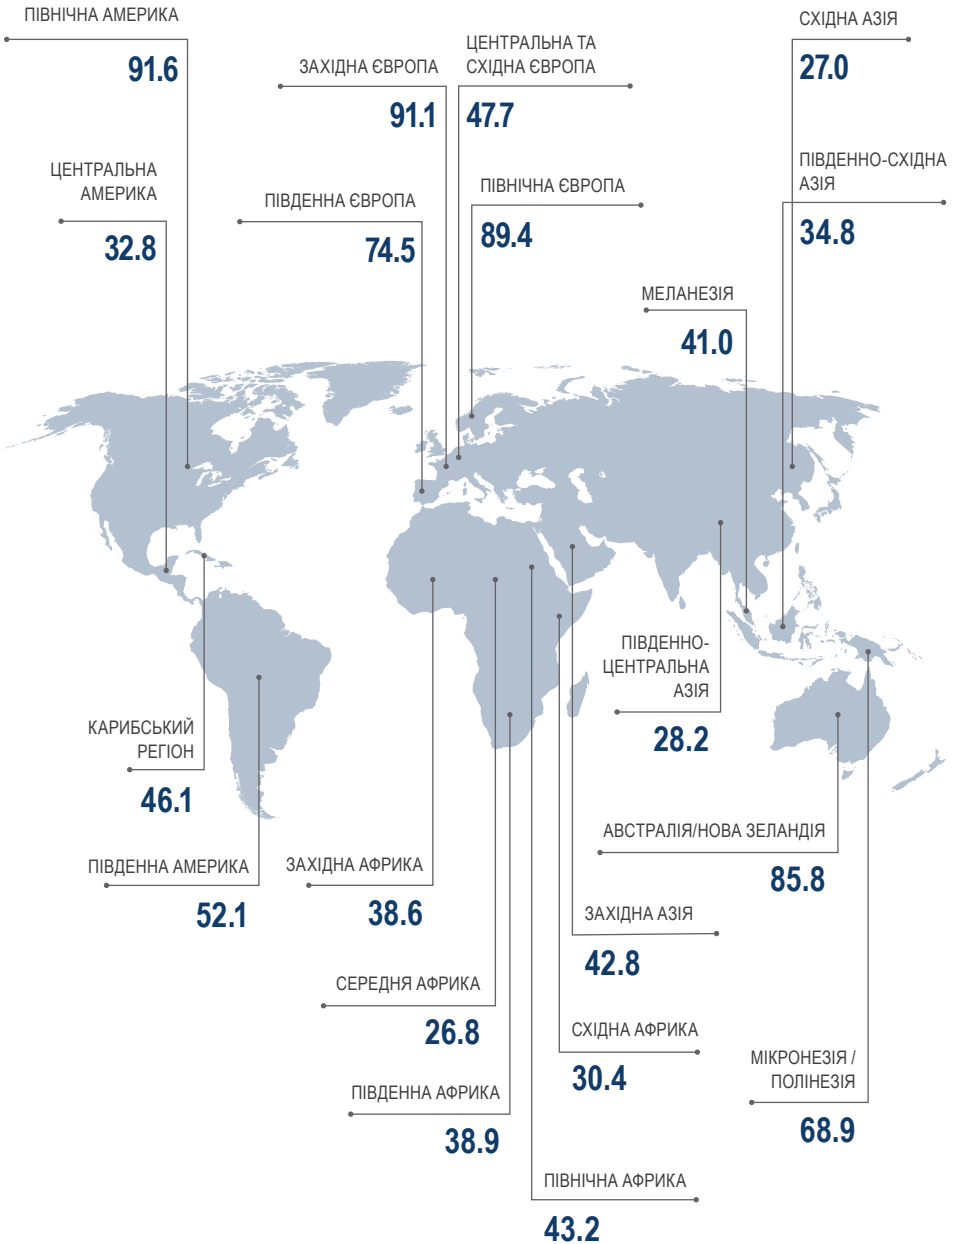 ПІВНІЧНА АМЕРИКА
91.6
ЗАХІДНА ЄВРОПА
91.1
ЦЕНТРАЛЬНА ТА
СХІДНА ЄВРОПА
47.7
СХІДНА АЗІЯ
27.0
ЦЕНТРАЛЬНА
АМЕРИКА
32.8
ПІВДЕННА ЄВРОПА
74.5
ПІВНІЧНА ЄВРОПА
89.4
ПІВДЕННО-СХІДНА
АЗІЯ
34.8
МЕЛАНЕЗІЯ
41.0
ПІВДЕННО-
ЦЕНТРАЛЬНА
АЗІЯ
28.2
КАРИБСЬКИЙ
РЕГІОН
46.1
АВСТРАЛІЯ/НОВА ЗЕЛАНДІЯ
85.8
ПІВДЕННА АМЕРИКА
52.1
ЗАХІДНА АФРИКА
38.6
ЗАХІДНА АЗІЯ
42.8
СЕРЕДНЯ АФРИКА
26.8
СХІДНА АФРИКА
30.4
МІКРОНЕЗІЯ /
ПОЛІНЕЗІЯ
68.9
ПІВДЕННА АФРИКА
38.9
ПІВНІЧНА АФРИКА
43.2